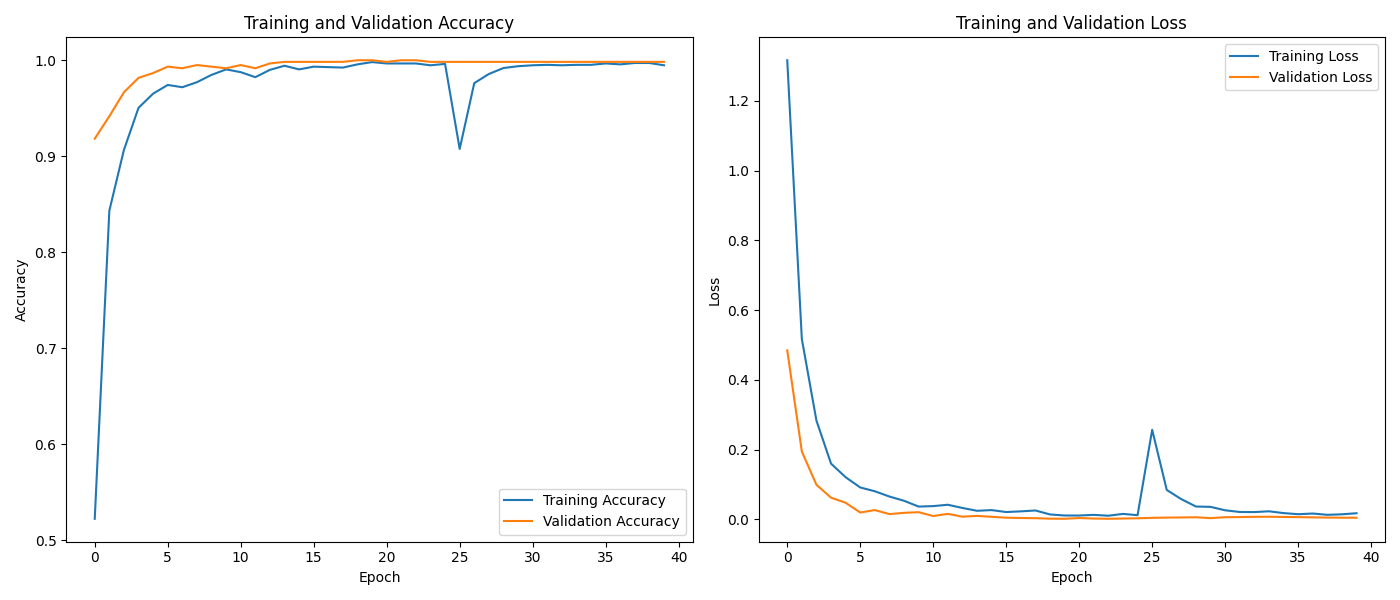 Training and Validation Accuracy
1.0
0.9
0.8
0.7
0.6
0.5
Accuracy
0 5 10 15 20 25 30 35 40
Epoch
Training Accuracy
Validation Accuracy
Training and Validation Loss
1.2
1.0
0.8
0.6
0.4
0.2
0.0
Loss
0 5 10 15 20 25 30 35 40
Epoch
Training Loss
Validation Loss